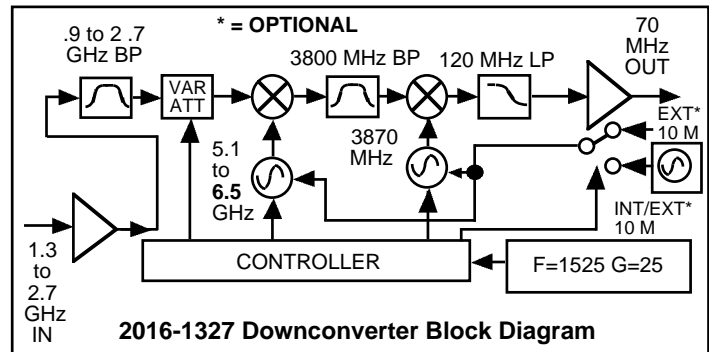 * = OPTIONAL
.9 to 2 .7
GHz BP
3800 MHz BP
120 MHz LP
70
MHz
OUT
VAR
ATT
EXT*
10 M
5.1
to
6.5
GHz
3870
MHz
INT/EXT*
10 M
1.3
to
2.7
GHz
IN
CONTROLLER
F=1525 G=25
2016-1327 Downconverter Block Diagram